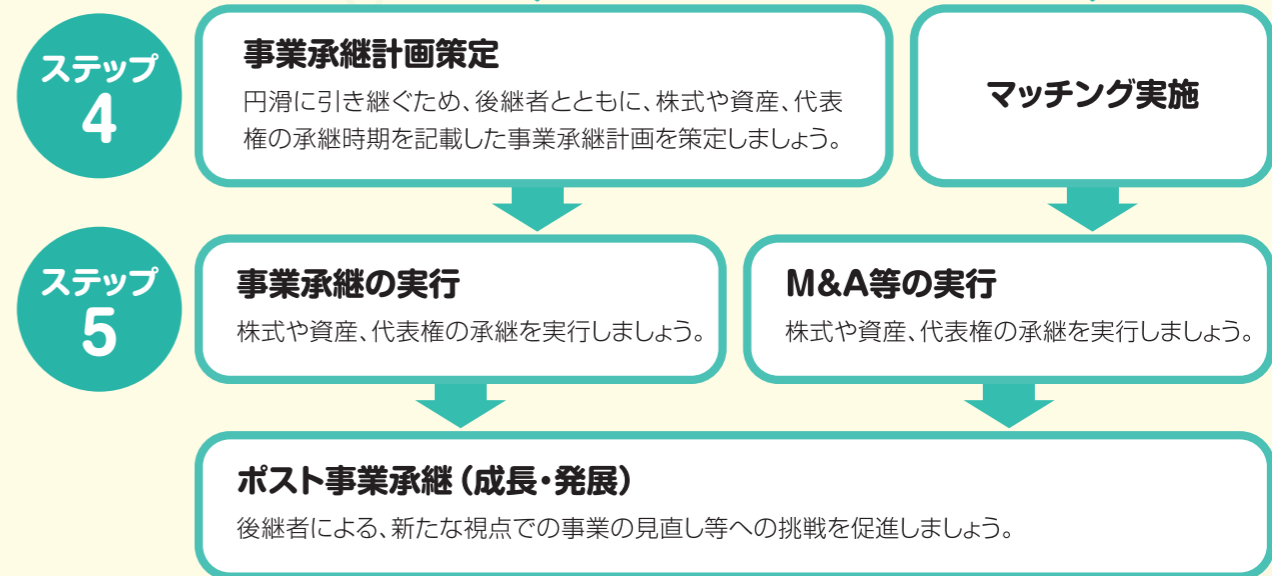 ステップ
4
事業承継計画策定
円滑に引き継ぐため、後継者とともに、株式や資産、代表
権の承継時期を記載した事業承継計画を策定しましょう。
マッチング実施
ステップ
5
事業承継の実行
株式や資産、代表権の承継を実行しましょう。
M&A等の実行
株式や資産、代表権の承継を実行しましょう。
ポスト事業承継(成長・発展)
後継者による、新たな視点での事業の見直し等への挑戦を促進しましょう。